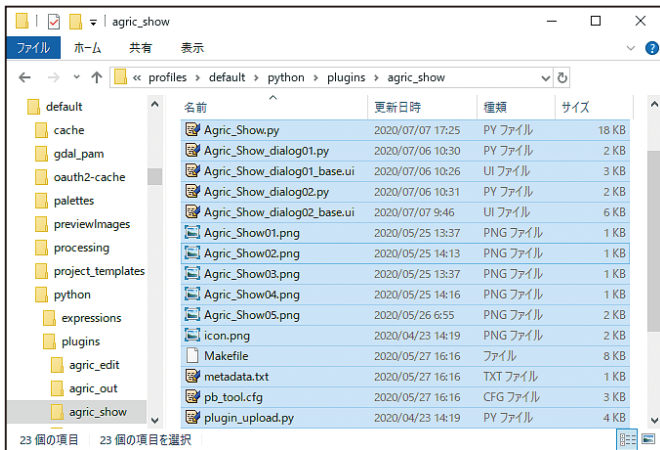 agric_show
ファイル ホーム 共有 表示
« profiles › default › python › plugins › agric_show
default
cache
gdal_pam
oauth2-cache
palettes
previewImages
processing
project_templates
python
expressions
plugins
agric_edit
agric_out
agric_show
名前 更新日時 種類 サイズ
Agric_Show.py 2020/07/07 17:25 PY ファイル 18 KB
Agric_Show_dialog01.py 2020/07/06 10:30 PY ファイル 2 KB
Agric_Show_dialog01_base.ui 2020/07/06 10:26 UI ファイル 3 KB
Agric_Show_dialog02.py 2020/07/06 10:31 PY ファイル 2 KB
Agric_Show_dialog02_base.ui 2020/07/07 9:46 UI ファイル 6 KB
Agric_Show01.png 2020/05/25 13:37 PNG ファイル 1 KB
Agric_Show02.png 2020/05/25 14:13 PNG ファイル 1 KB
Agric_Show03.png 2020/05/25 13:37 PNG ファイル 1 KB
Agric_Show04.png 2020/05/25 14:16 PNG ファイル 1 KB
Agric_Show05.png 2020/05/26 6:55 PNG ファイル 2 KB
icon.png 2020/04/23 14:19 PNG ファイル 2 KB
Makefile 2020/05/27 16:16 ファイル 8 KB
metadata.txt 2020/05/27 16:16 TXT ファイル 1 KB
pb_tool.cfg 2020/05/27 16:16 CFG ファイル 3 KB
plugin_upload.py 2020/04/23 14:19 PY ファイル 4 KB
23 個の項目 23 個の項目を選択